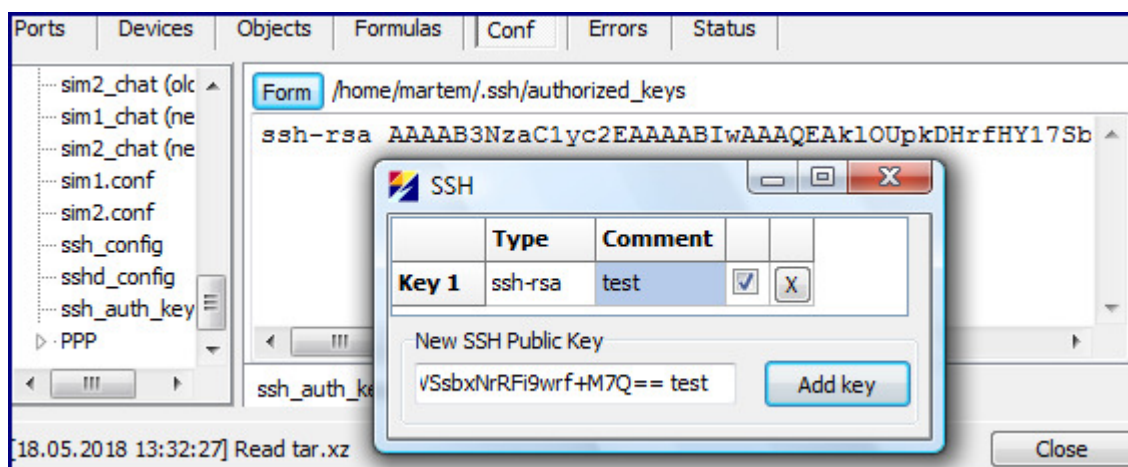 Ports Devices Objects Formulas Conf Errors Status
sim2_chat (olc
sim1_chat (ne
sim2_chat (ne
sim1.conf
sim2.conf
ssh_config
sshd_config
ssh_auth_key
PPP
Form /home/martem/.ssh/authorized_keys
ssh-rsa AAAAB3NzaC1yc2EAAAABIwAAAQEAklOUpkDHrfHY17Sb
SSH
Type Comment
Key 1 ssh-rsa test X
New SSH Public Key
/SsbxNrRFi9wrf+M7Q== test Add key
ssh_auth_ke
[18.05.2018 13:32:27] Read tar.xz
Close